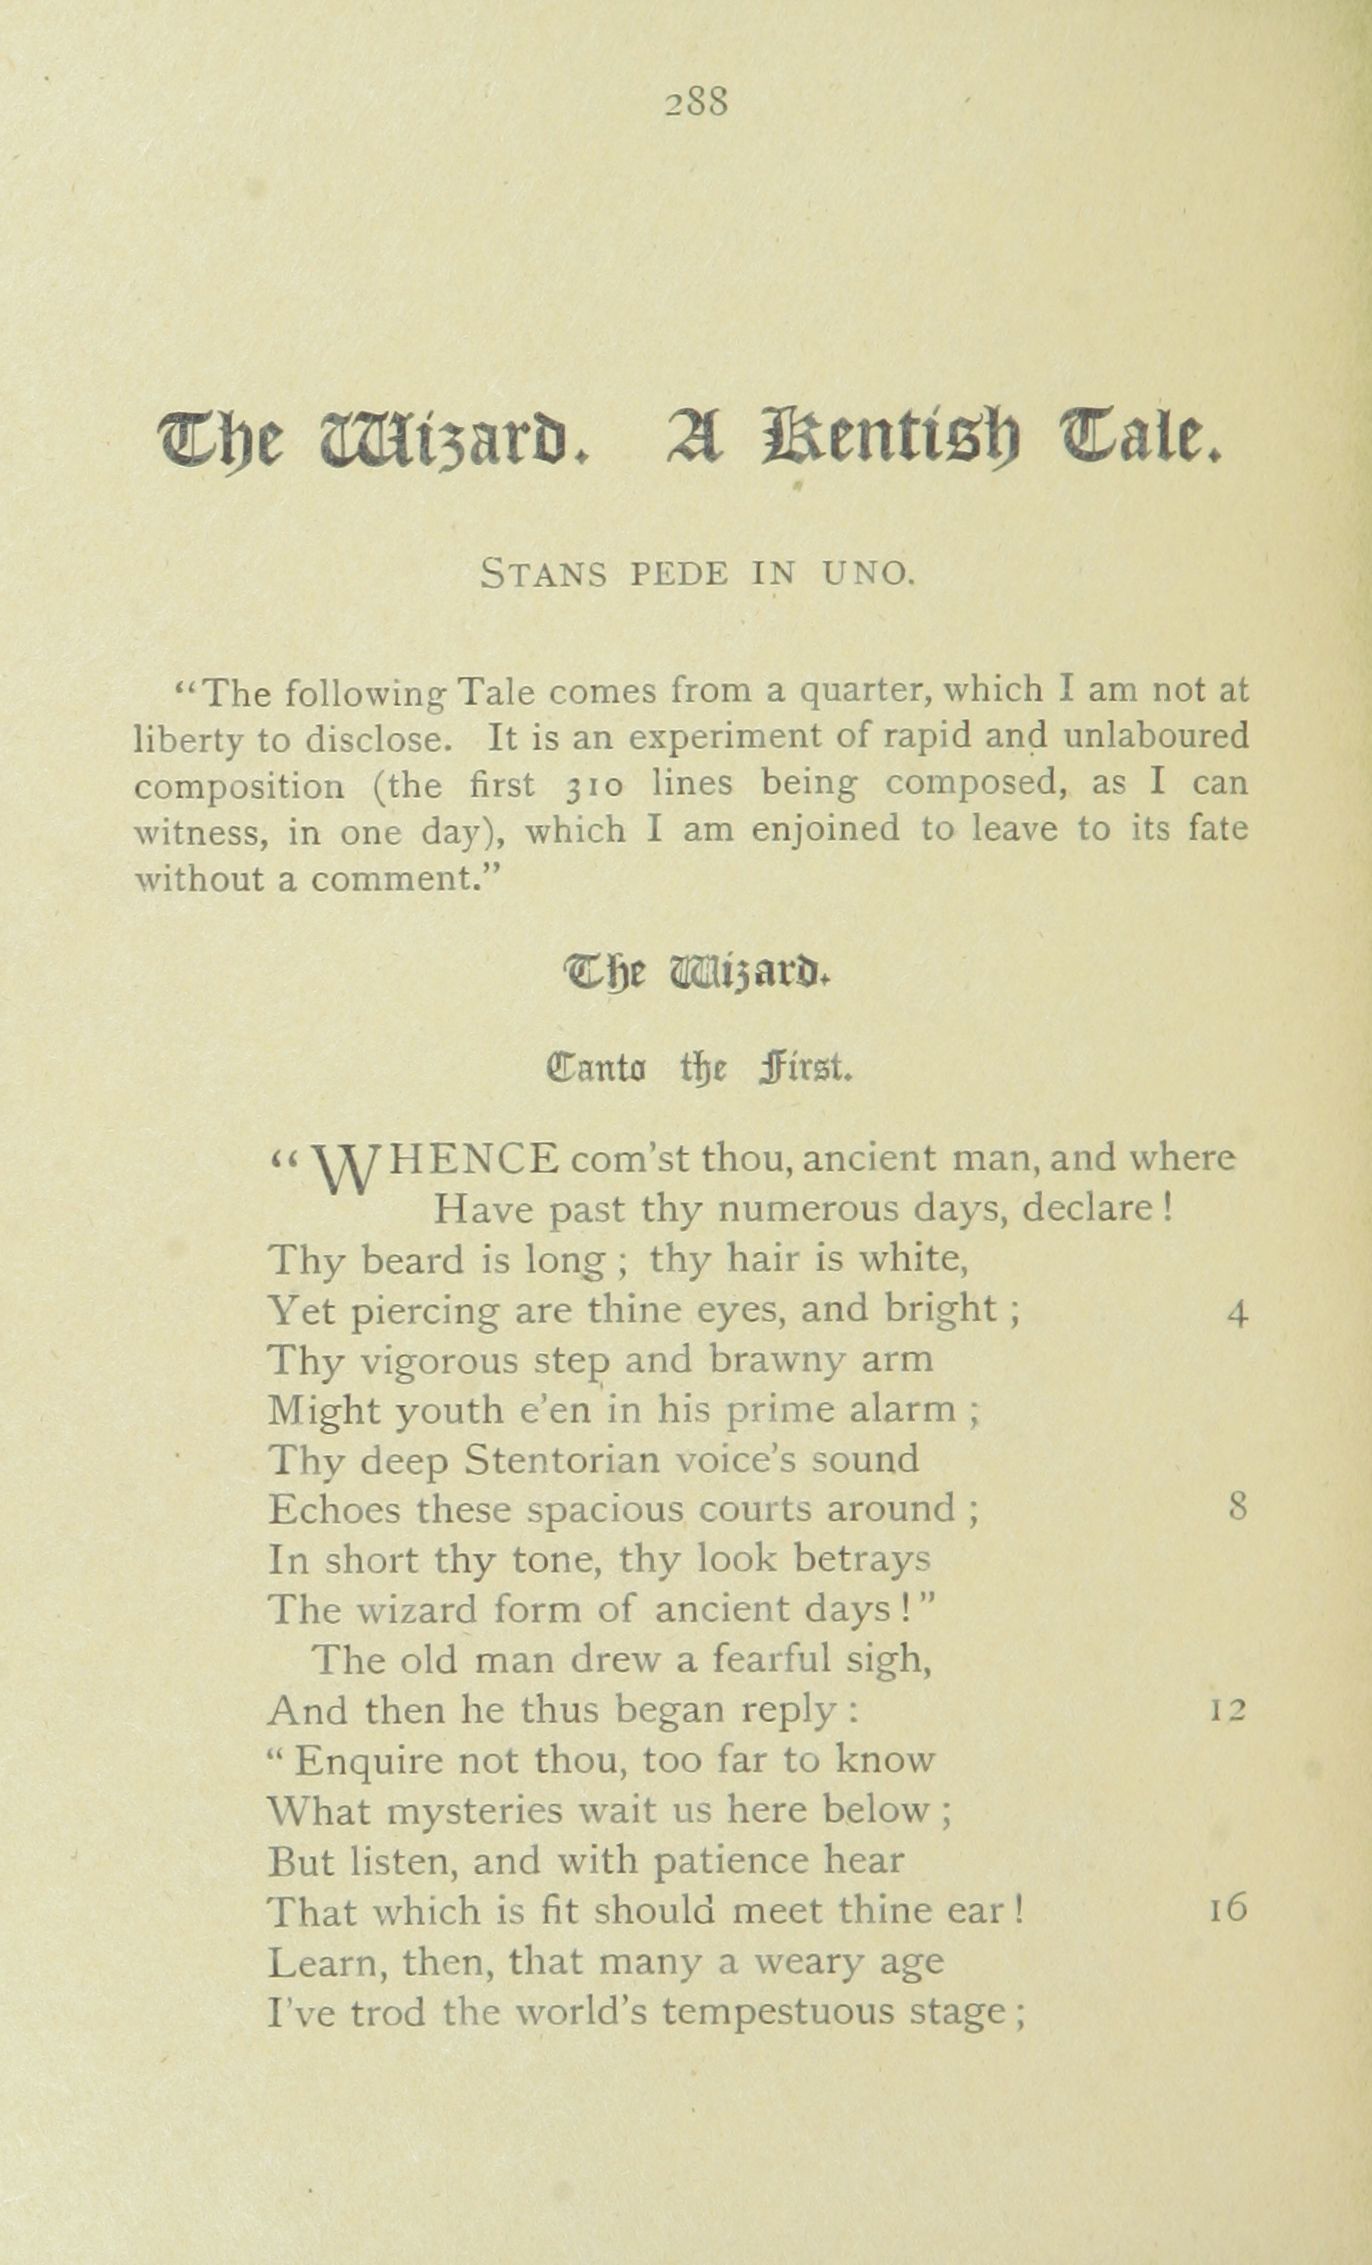 288
The Wizard. A Kentish Tale.
STANS PEDE IN UNO.
"The following Tale comes from a quarter, which I am not at
liberty to disclose. It is an experiment of rapid and unlaboured
composition (the first 310 lines being composed, as I can
witness, in one day), which I am enjoined to leave to its fate
without a comment."
The Wizard.
Canto the First.
"WHENCE com'st thou, ancient man, and where
Have past thy numerous days, declare!
Thy beard is long; thy hair is white,
Yet piercing are thine eyes, and bright; 4
Thy vigorous step and brawny arm
Might youth e'en in his prime alarm;
Thy deep Stentorian voice's sound
Echoes these spacious courts around; 8
In short thy tone, thy look betrays
The wizard form of ancient days!"
The old man drew a fearful sigh,
And then he thus began reply: 12
"Enquire not thou, too far to know
What mysteries wait us here below;
But listen, and with patience hear
That which is fit should meet thine ear! 16
Learn, then, that many a weary age
I've trod the world's tempestuous stage;